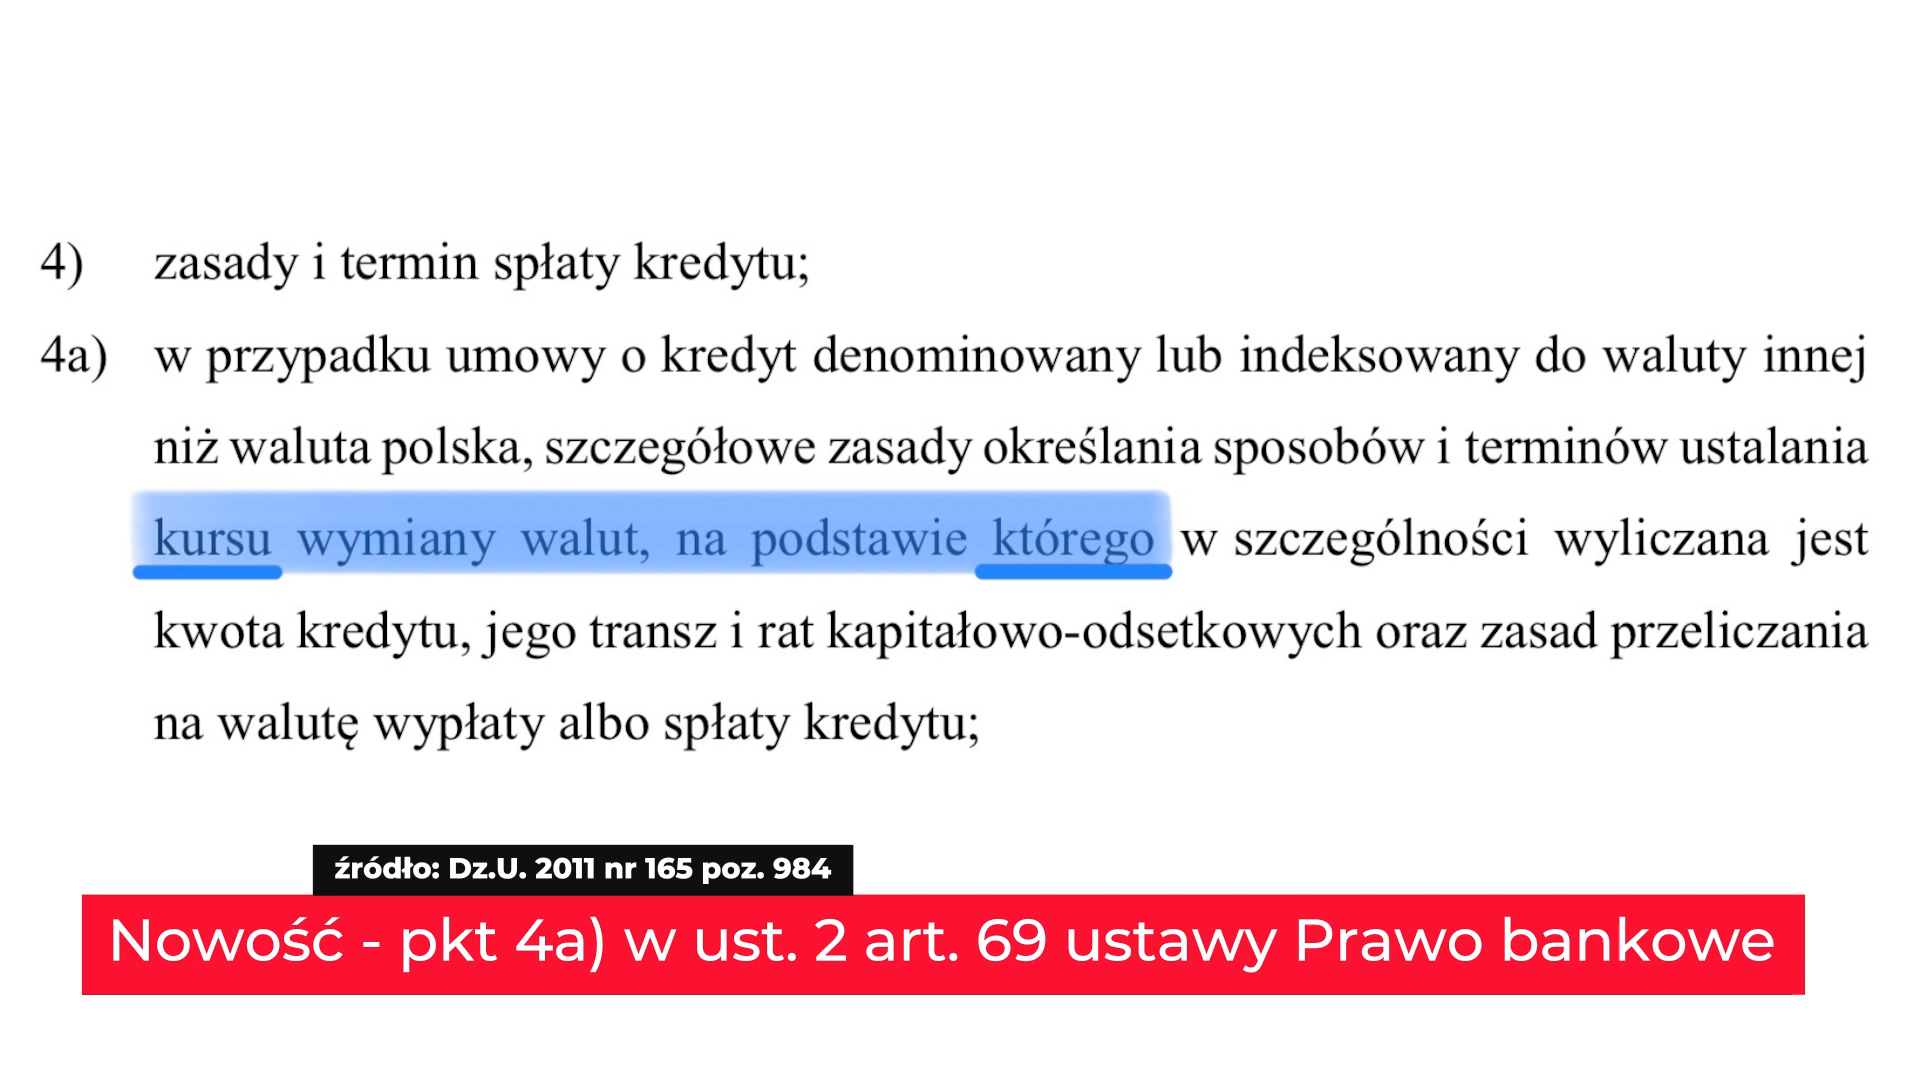 4) zasady i termin spłaty kredytu;
4a) w przypadku umowy o kredyt denominowany lub indeksowany do waluty innej
niż waluta polska, szczegółowe zasady określania sposobów i terminów ustalania
kursu wymiany walut, na podstawie którego w szczególności wyliczana jest
kwota kredytu, jego transz i rat kapitałowo-odsetkowych oraz zasad przeliczania
na walutę wypłaty albo spłaty kredytu;
źródło: Dz.U. 2011 nr 165 poz. 984
Nowość - pkt 4a) w ust. 2 art. 69 ustawy Prawo bankowe